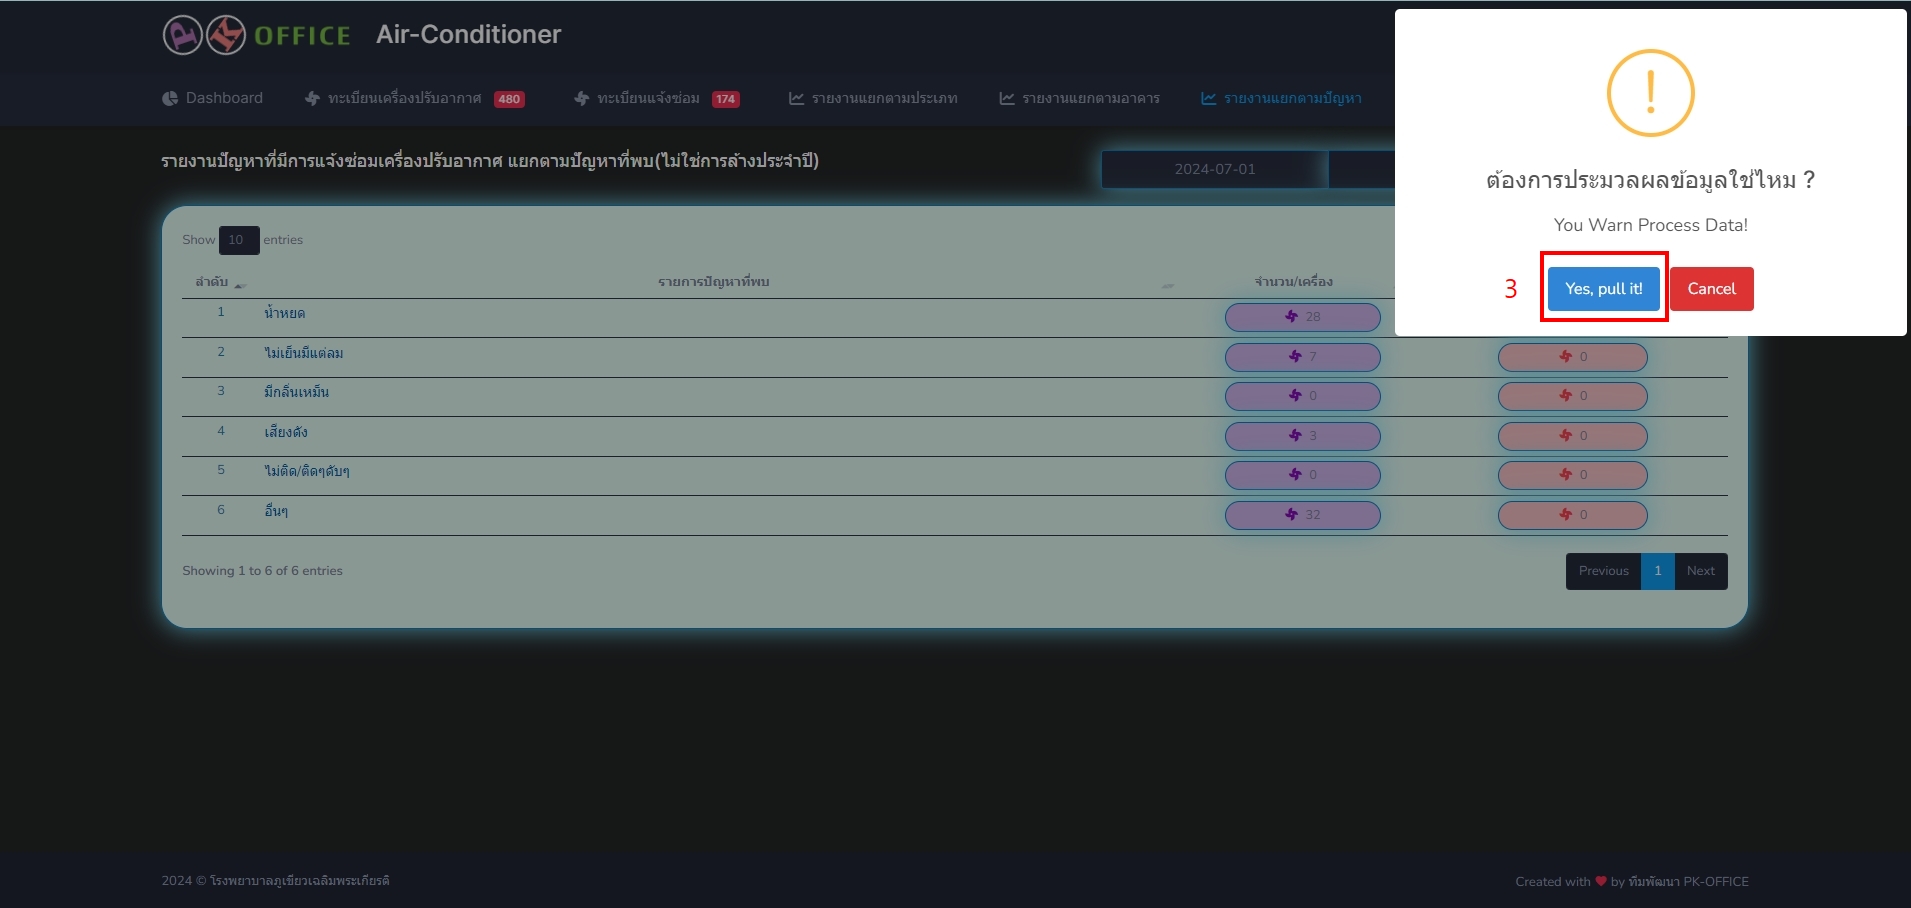 PK OFFICE Air-Conditioner
Dashboard ทะเบียนเครื่องปรับอากาศ 480 ทะเบียนแจ้งซ่อม 174 รายงานแยกตามประเภท รายงานแยกตามอาคาร รายงานแยกตามปัญหา
รายงานปัญหาที่มีการแจ้งซ่อมเครื่องปรับอากาศ แยกตามปัญหาที่พบ(ไม่ใช่การล้างประจำปี)
2024-07-01
!
ต้องการประมวลผลข้อมูลใช่ไหม ?
You Warn Process Data!
3 Yes, pull it! Cancel
Show 10 entries
ลำดับ รายการปัญหาที่พบ จำนวน/เครื่อง
1 น้ำหยด 28
2 ไม่เย็นมีแต่ลม 7 0
3 มีกลิ่นเหม็น 0 0
4 เสียงดัง 3 0
5 ไม่ติด/ติดๆดับๆ 0 0
6 อื่นๆ 32 0
Showing 1 to 6 of 6 entries
Previous 1 Next
2024 © โรงพยาบาลภูเขียวเฉลิมพระเกียรติ
Created with ❤ by ทีมพัฒนา PK-OFFICE